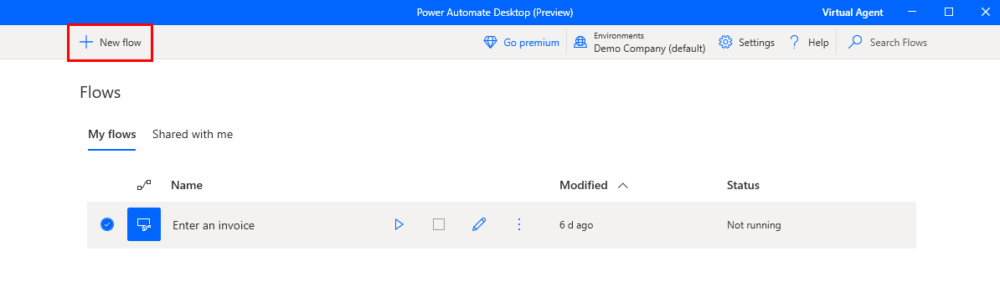 Power Automate Desktop (Preview) Virtual Agent
New flow Go premium Environments Settings Help Search Flows
Demo Company (default)
Flows
My flows Shared with me
Name Modified Status
Enter an invoice 6 d ago Not running